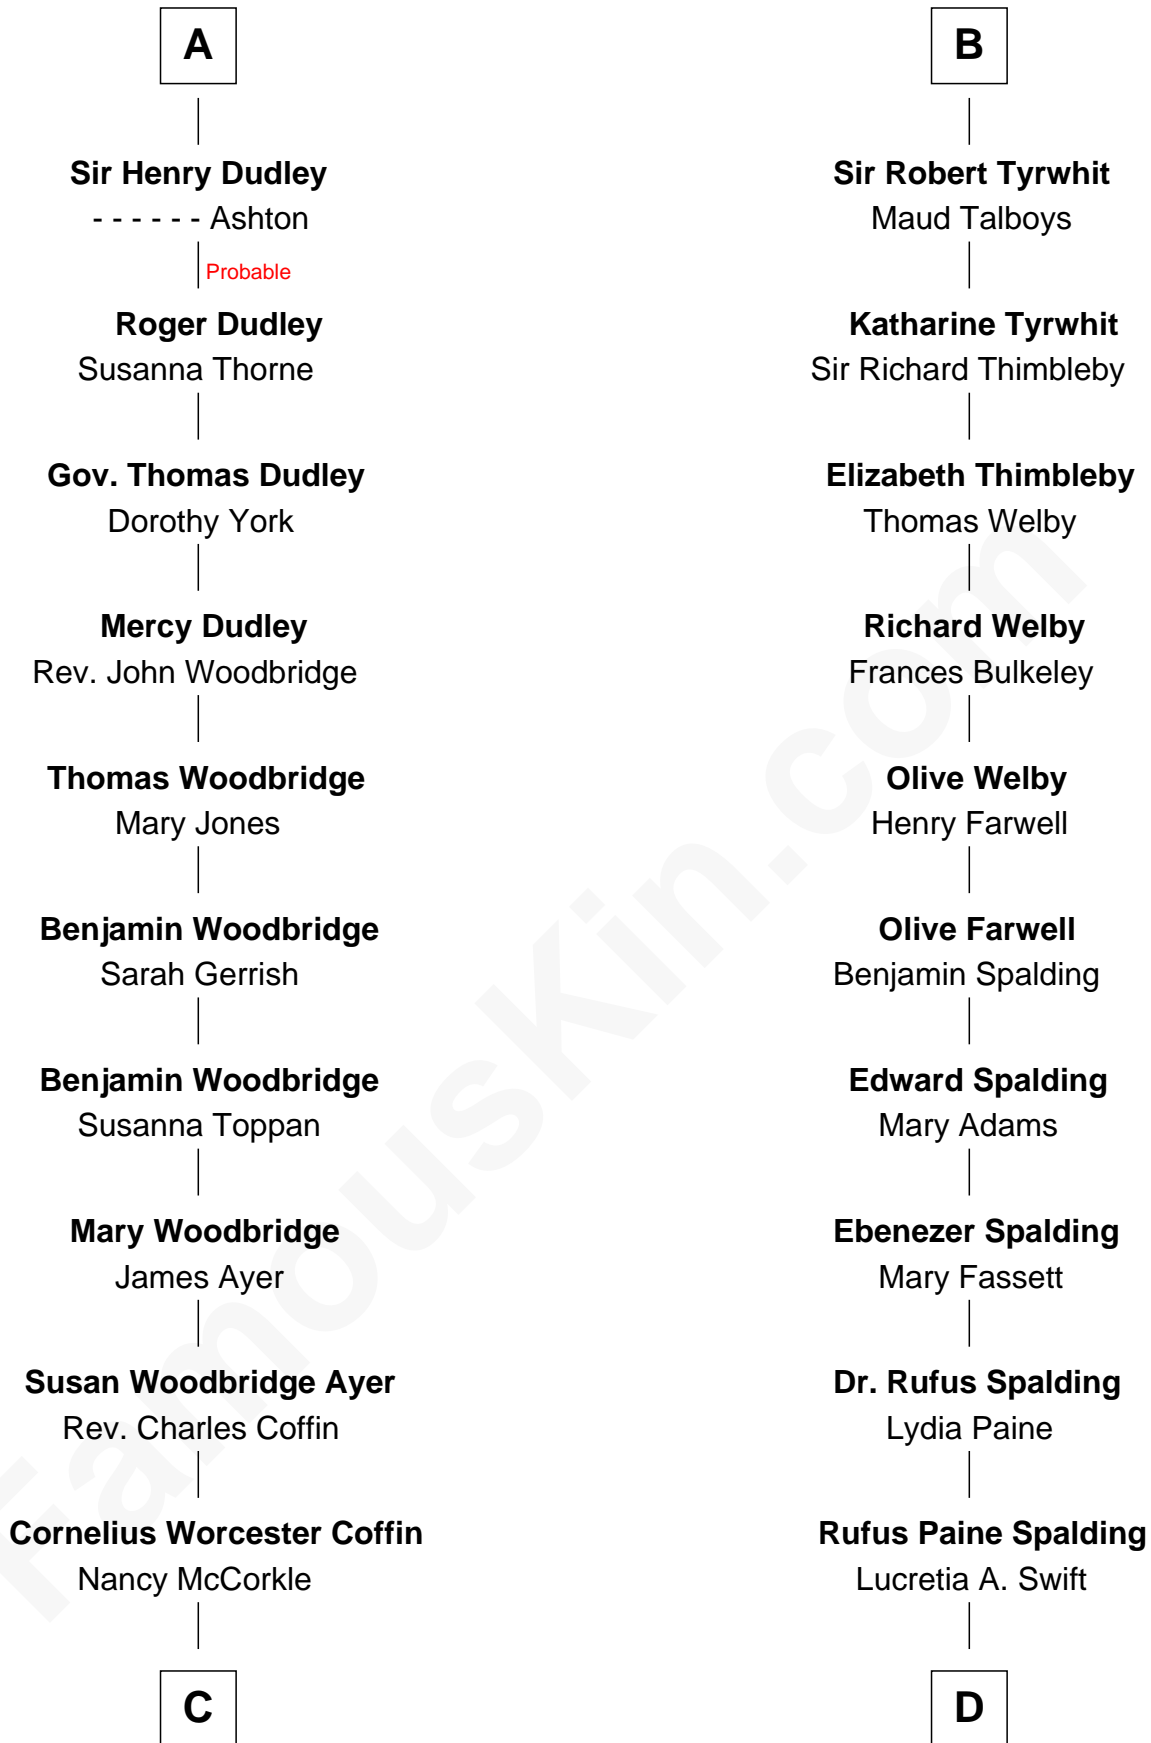 A
Sir Henry Dudley
- - - - - - Ashton
Probable
Roger Dudley
Susanna Thorne
Gov. Thomas Dudley
Dorothy York
Mercy Dudley
Rev. John Woodbridge
Thomas Woodbridge
Mary Jones
Benjamin Woodbridge
Sarah Gerrish
Benjamin Woodbridge
Susanna Toppan
Mary Woodbridge
James Ayer
Susan Woodbridge Ayer
Rev. Charles Coffin
Cornelius Worcester Coffin
Nancy McCorkle
C
B
Sir Robert Tyrwhit
Maud Talboys
Katharine Tyrwhit
Sir Richard Thimbleby
Elizabeth Thimbleby
Thomas Welby
Richard Welby
Frances Bulkeley
Olive Welby
Henry Farwell
Olive Farwell
Benjamin Spalding
Edward Spalding
Mary Adams
Ebenezer Spalding
Mary Fassett
Dr. Rufus Spalding
Lydia Paine
Rufus Paine Spalding
Lucretia A. Swift
D
FamousKin.com